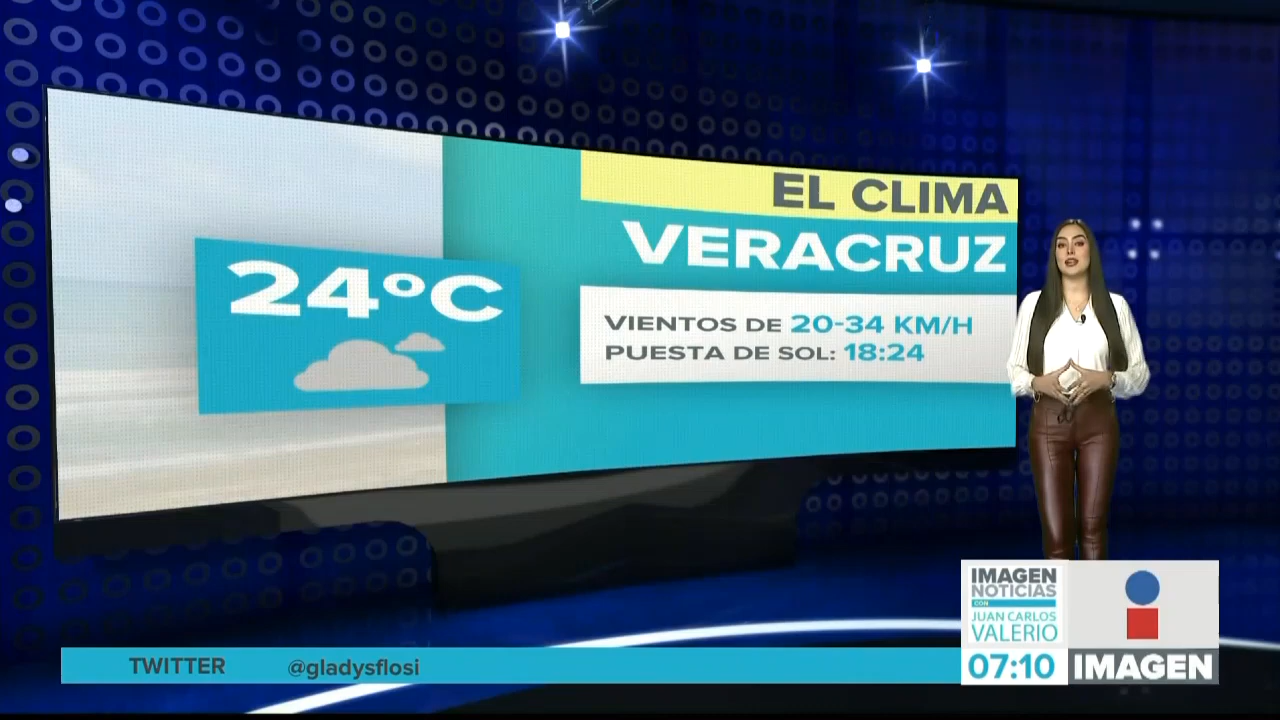 EL CLIMA
VERACRUZ
24°C
VIENTOS DE 20-34 KM/H
PUESTA DE SOL: 18:24
IMAGEN
NOTICIAS
CON
JUAN CARLOS
VALERIO
07:10
IMAGEN
TWITTER @gladysflosi